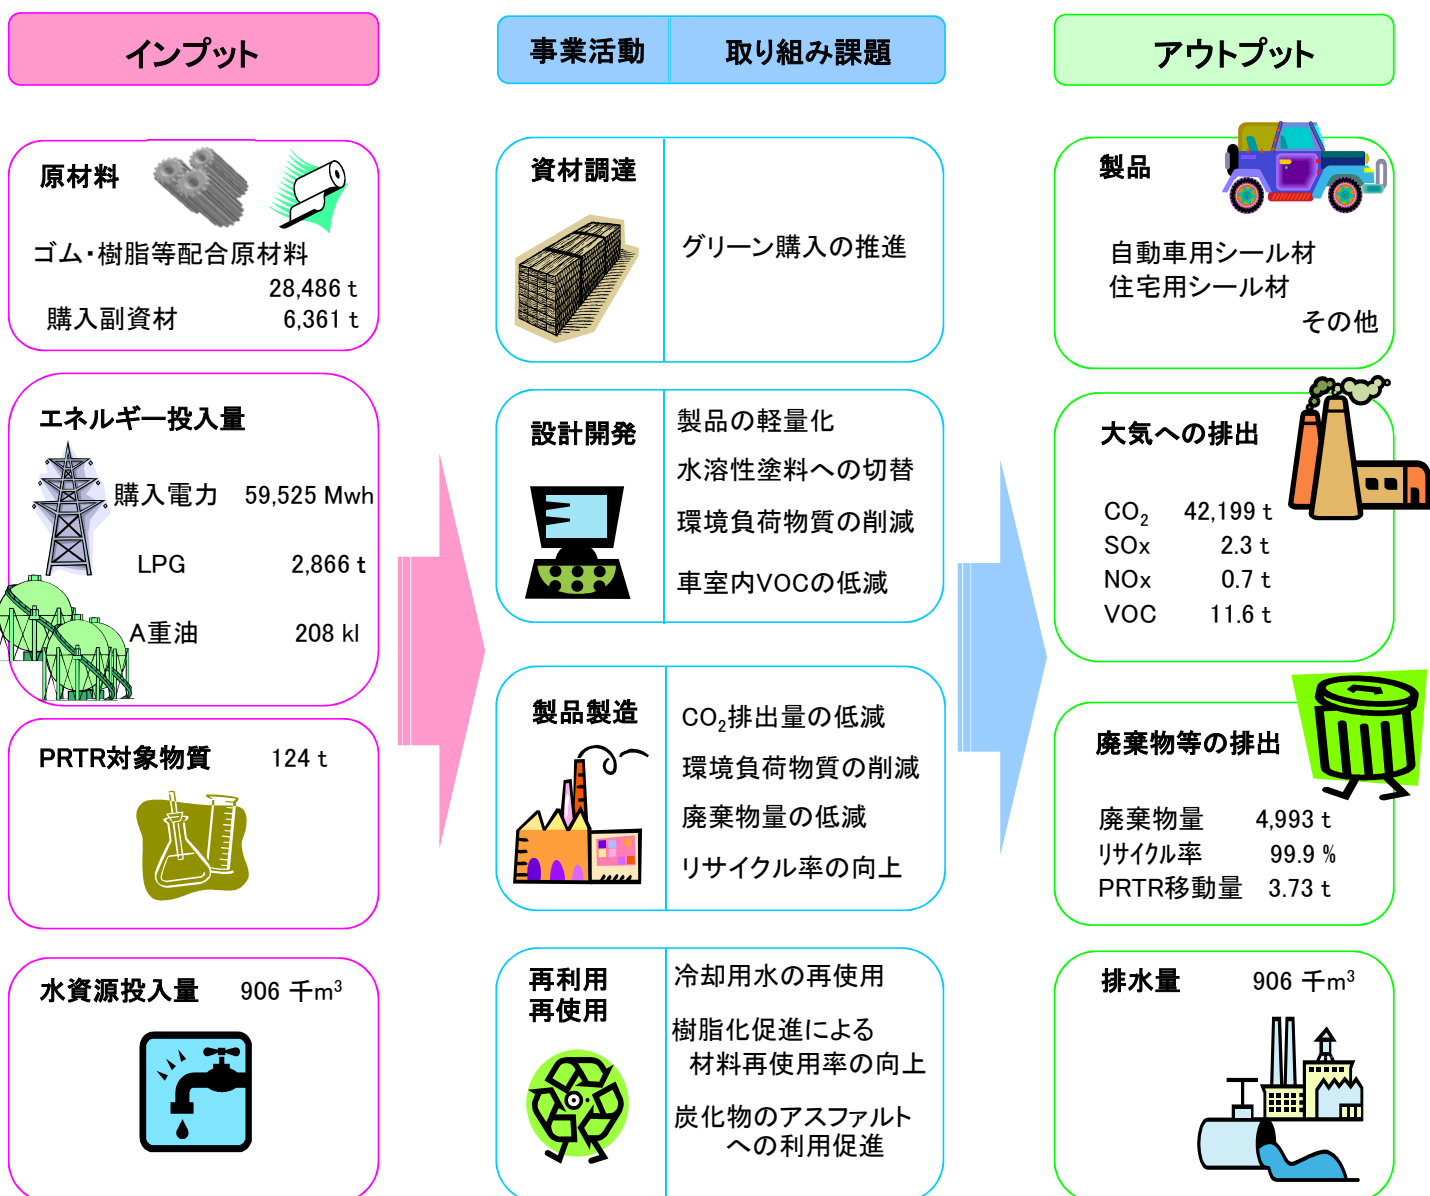 インプット
事業活動
取り組み課題
アウトプット
原材料
ゴム・樹脂等配合原材料
28,486 t
購入副資材 6,361 t
エネルギー投入量
購入電力 59,525 Mwh
LPG 2,866 t
A重油 208 kl
PRTR対象物質 124 t
水資源投入量 906 千m³
資材調達
グリーン購入の推進
設計開発
製品の軽量化
水溶性塗料への切替
環境負荷物質の削減
車室内VOCの低減
製品製造
CO₂排出量の低減
環境負荷物質の削減
廃棄物量の低減
リサイクル率の向上
再利用
再使用
冷却用水の再使用
樹脂化促進による
材料再使用率の向上
炭化物のアスファルト
への利用促進
製品
自動車用シール材
住宅用シール材
その他
大気への排出
CO₂ 42,199 t
SOx 2.3 t
NOx 0.7 t
VOC 11.6 t
廃棄物等の排出
廃棄物量 4,993 t
リサイクル率 99.9 %
PRTR移動量 3.73 t
排水量 906 千m³